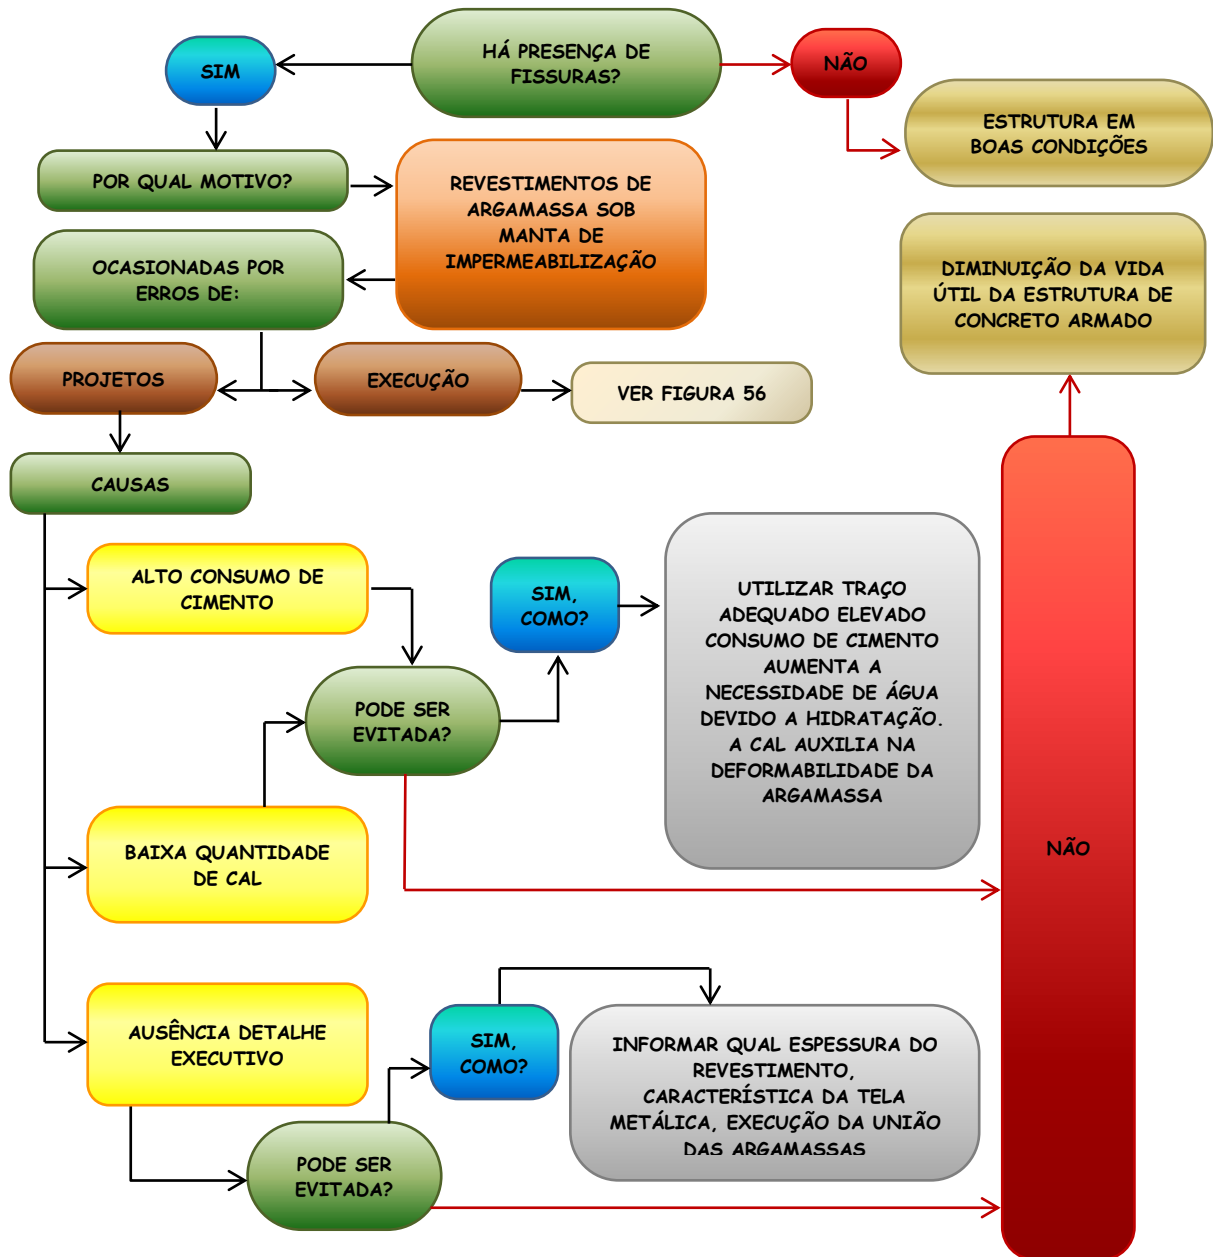 HÁ PRESENÇA DE
FISSURAS?
SIM
NÃO
ESTRUTURA EM
BOAS CONDIÇÕES
POR QUAL MOTIVO?
REVESTIMENTOS DE
ARGAMASSA SOB
MANTA DE
IMPERMEABILIZAÇÃO
OCASIONADAS POR
ERROS DE:
DIMINUIÇÃO DA VIDA
ÚTIL DA ESTRUTURA DE
CONCRETO ARMADO
PROJETOS
EXECUÇÃO
VER FIGURA 56
CAUSAS
ALTO CONSUMO DE
CIMENTO
SIM,
COMO?
UTILIZAR TRAÇO
ADEQUADO ELEVADO
CONSUMO DE CIMENTO
AUMENTA A
NECESSIDADE DE ÁGUA
DEVIDO A HIDRATAÇÃO.
A CAL AUXILIA NA
DEFORMABILIDADE DA
ARGAMASSA
PODE SER
EVITADA?
BAIXA QUANTIDADE
DE CAL
NÃO
AUSÊNCIA DETALHE
EXECUTIVO
SIM,
COMO?
INFORMAR QUAL ESPESSURA DO
REVESTIMENTO,
CARACTERÍSTICA DA TELA
METÁLICA, EXECUÇÃO DA UNIÃO
DAS ARGAMASSAS
PODE SER
EVITADA?